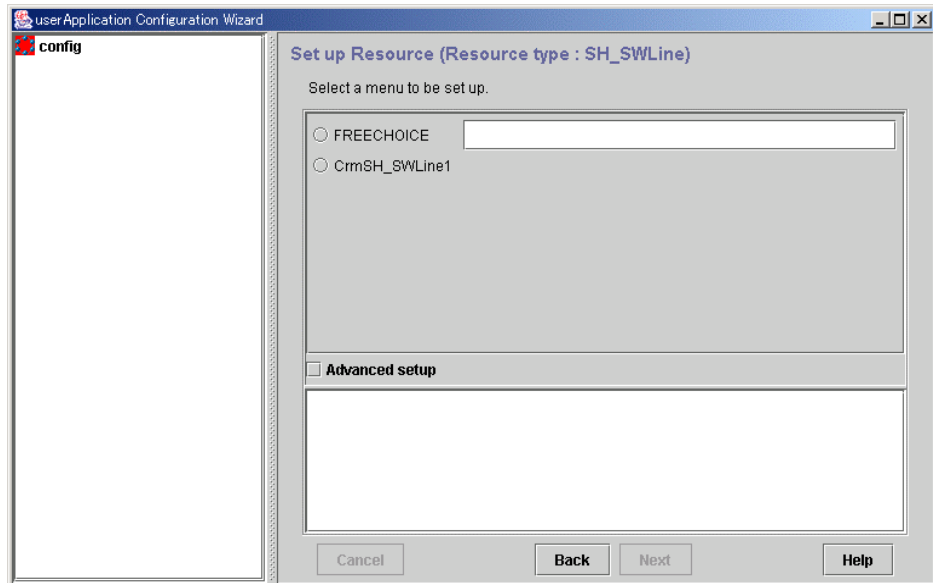 userApplication Configuration Wizard
config
Set up Resource (Resource type : SH_SWLine)
Select a menu to be set up.
FREECHOICE
CrmSH_SWLine1
Advanced setup
Cancel Back Next Help